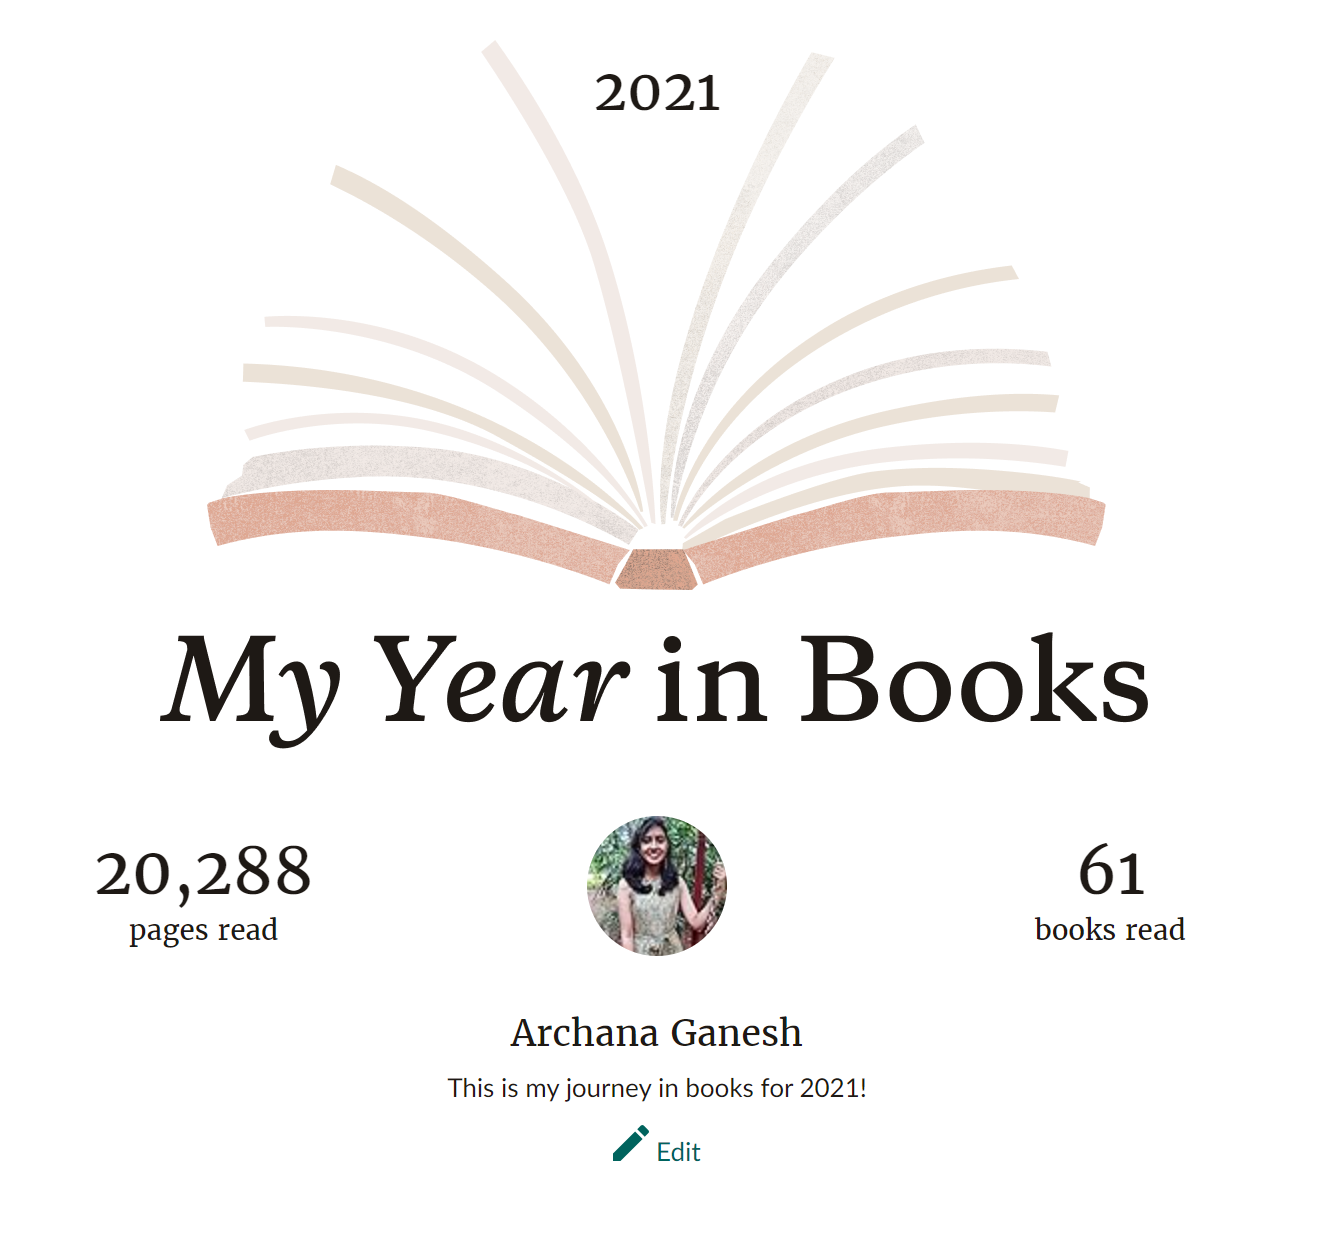 2021
My Year in Books
20,288
pages read
61
books read
Archana Ganesh
This is my journey in books for 2021!
Edit